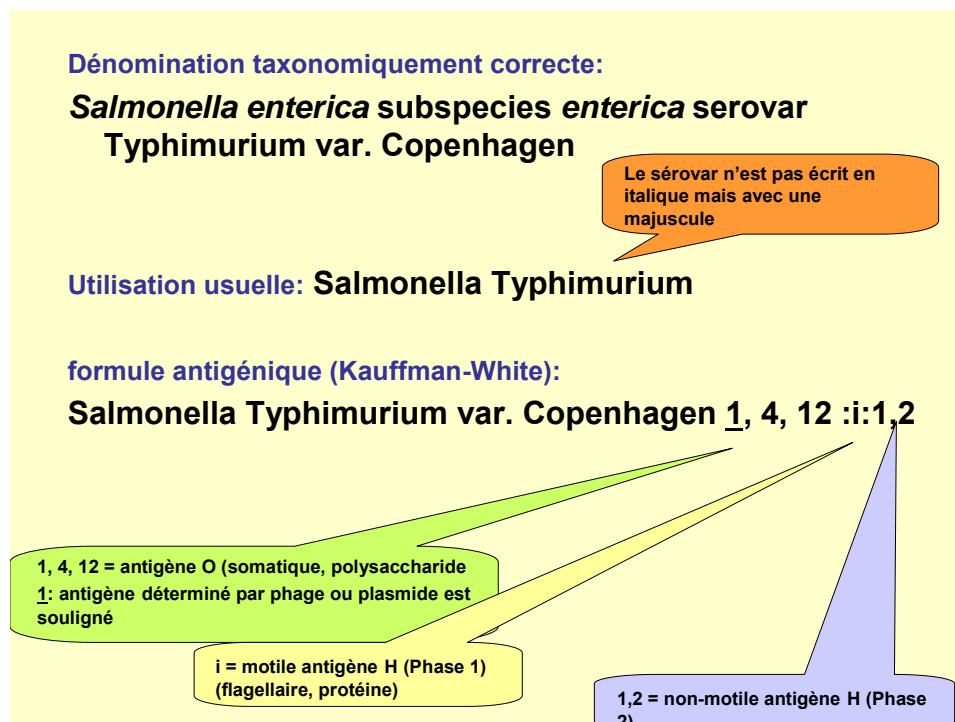 Dénomination taxonomiquement correcte:
Salmonella enterica subspecies enterica serovar
Typhimurium var. Copenhagen
Le sérovar n'est pas écrit en
italique mais avec une
majuscule
Utilisation usuelle: Salmonella Typhimurium
formule antigénique (Kauffman-White):
Salmonella Typhimurium var. Copenhagen 1, 4, 12 :i:1,2
1, 4, 12 = antigène O (somatique, polysaccharide
1: antigène déterminé par phage ou plasmide est
souligné
i = motile antigène H (Phase 1)
(flagellaire, protéine)
1,2 = non-motile antigène H (Phase
2)